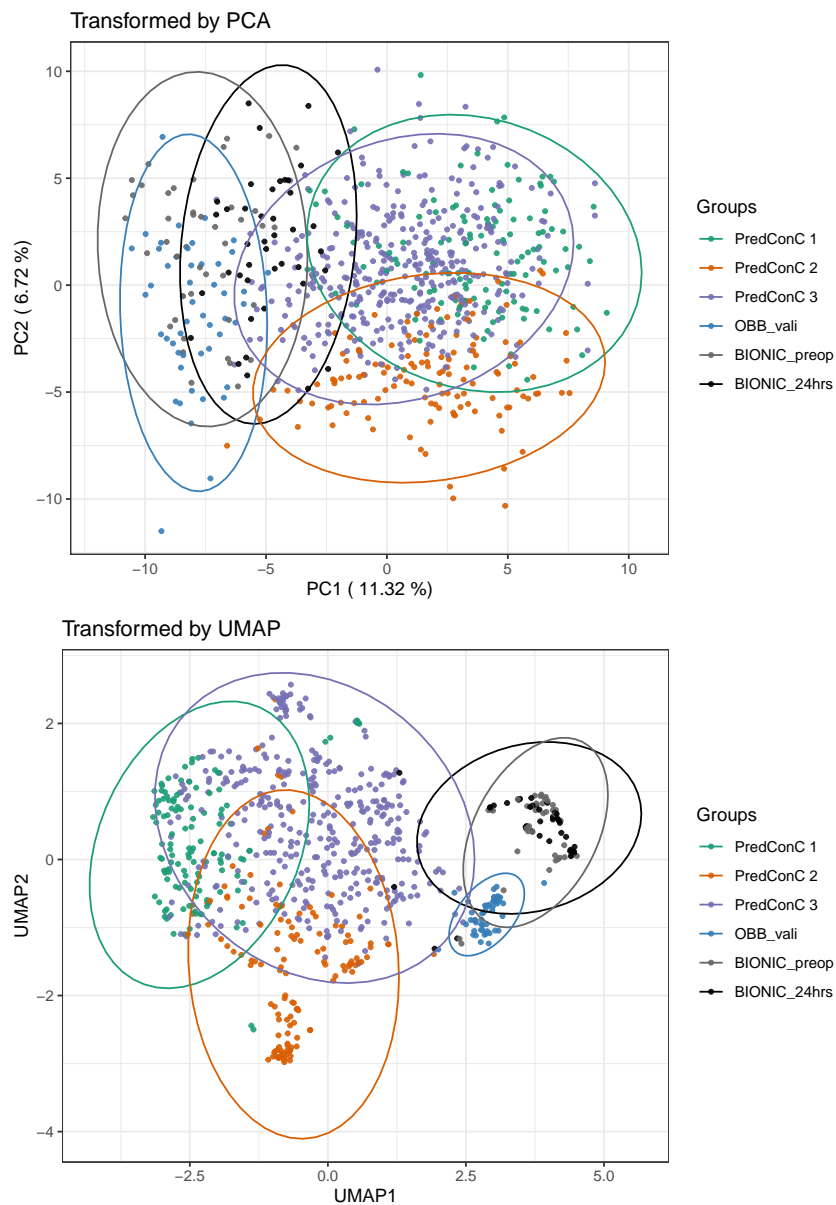 Transformed by PCA
10
5
0
−5
−10
PC2 ( 6.72 %)
−10
−5
0
5
10
PC1 ( 11.32 %)
Groups
PredConC 1
PredConC 2
PredConC 3
OBB_vali
BIONIC_preop
BIONIC_24hrs
Transformed by UMAP
2
0
−2
−4
UMAP2
−2.5
0.0
2.5
5.0
UMAP1
Groups
PredConC 1
PredConC 2
PredConC 3
OBB_vali
BIONIC_preop
BIONIC_24hrs